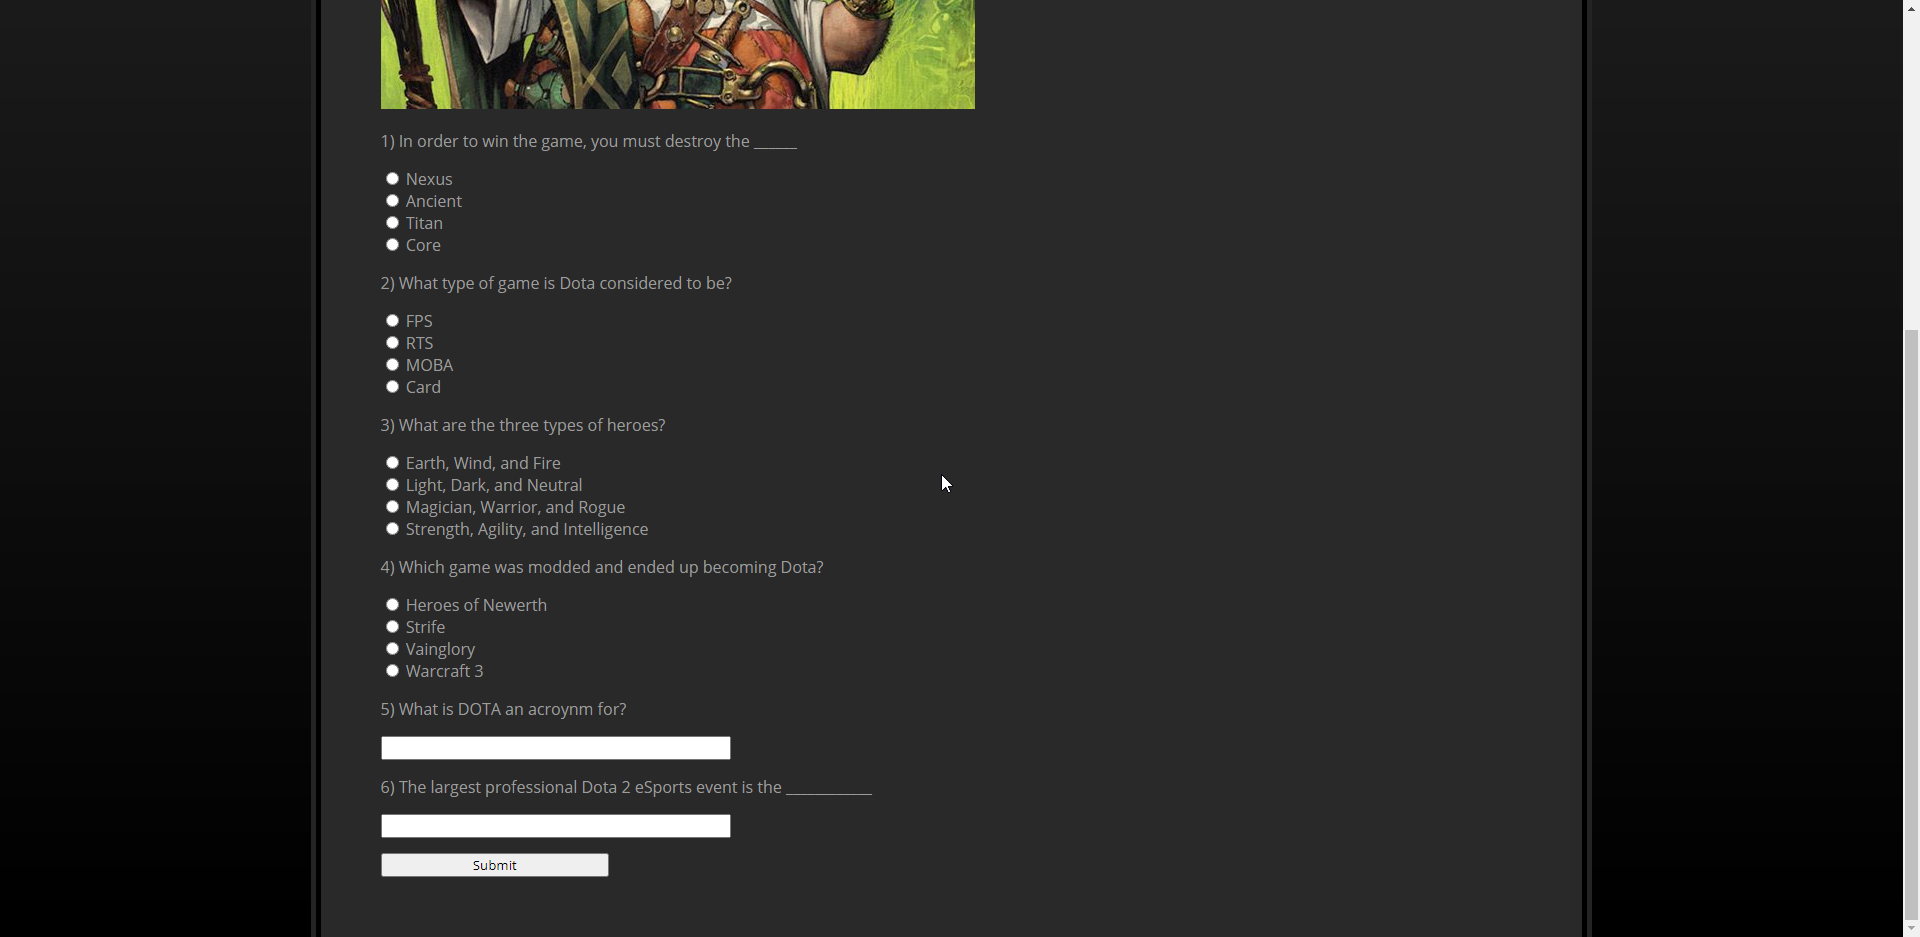 1) In order to win the game, you must destroy the ______
Nexus
Ancient
Titan
Core
2) What type of game is Dota considered to be?
FPS
RTS
MOBA
Card
3) What are the three types of heroes?
Earth, Wind, and Fire
Light, Dark, and Neutral
Magician, Warrior, and Rogue
Strength, Agility, and Intelligence
4) Which game was modded and ended up becoming Dota?
Heroes of Newerth
Strife
Vainglory
Warcraft 3
5) What is DOTA an acroynm for?
6) The largest professional Dota 2 eSports event is the ____________
Submit